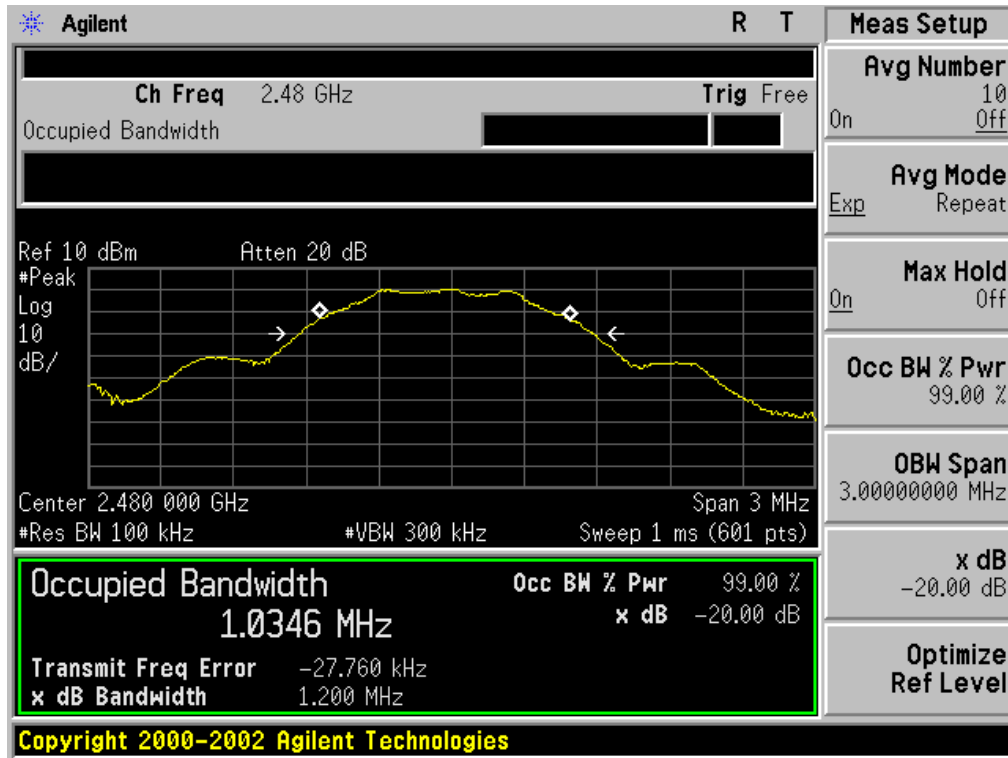 Agilent R T
Ch Freq 2.48 GHz Trig Free
Occupied Bandwidth
Ref 10 dBm Atten 20 dB
#Peak
Log
10
dB/
Center 2.480 000 GHz Span 3 MHz
#Res BW 100 kHz #VBW 300 kHz Sweep 1 ms (601 pts)
Occupied Bandwidth Occ BW % Pwr 99.00 %
1.0346 MHz x dB -20.00 dB
Transmit Freq Error -27.760 kHz
x dB Bandwidth 1.200 MHz
Copyright 2000-2002 Agilent Technologies
Meas Setup
Avg Number
10
On Off
Avg Mode
Exp Repeat
Max Hold
On Off
Occ BW % Pwr
99.00 %
OBW Span
3.00000000 MHz
x dB
-20.00 dB
Optimize
Ref Level